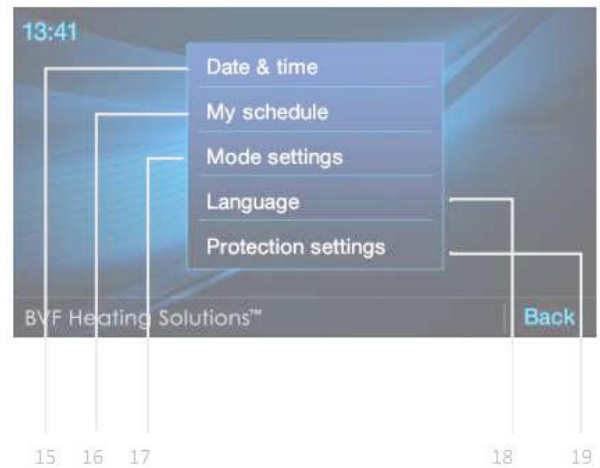 13:41
Date & time
My schedule
Mode settings
Language
Protection settings
BVF Heating Solutions™
Back
15 16 17 18 19